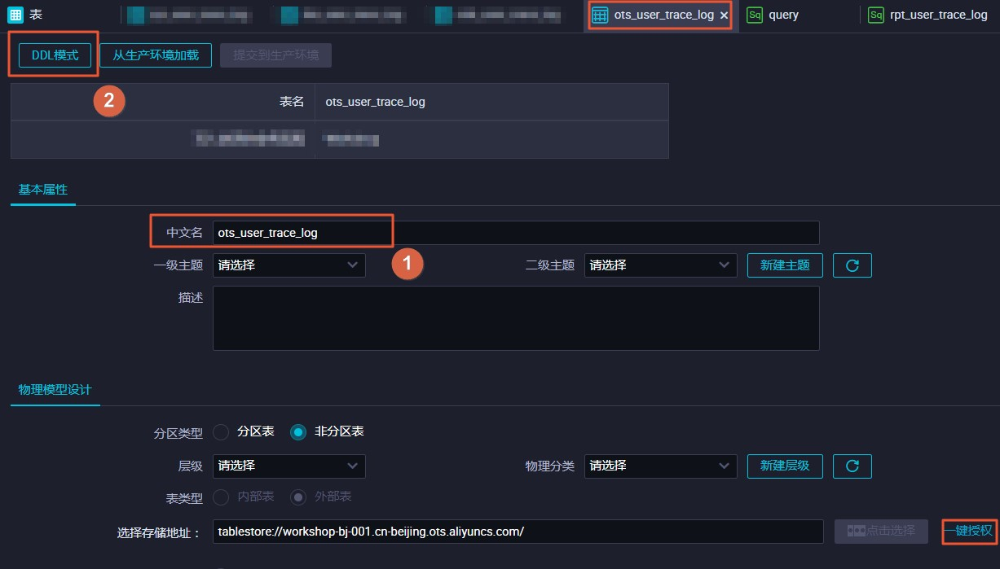 表
ots_user_trace_log ×
Sq query
Sq rpt_user_trace_log
DDL模式
从生产环境加载
提交到生产环境
2
表名
ots_user_trace_log
基本属性
中文名
ots_user_trace_log
一级主题
请选择
1
二级主题
请选择
新建主题
描述
物理模型设计
分区类型
分区表
非分区表
层级
请选择
物理分类
请选择
新建层级
表类型
内部表
外部表
选择存储地址：
tablestore://workshop-bj-001.cn-beijing.ots.aliyuncs.com/
点击选择
一键授权